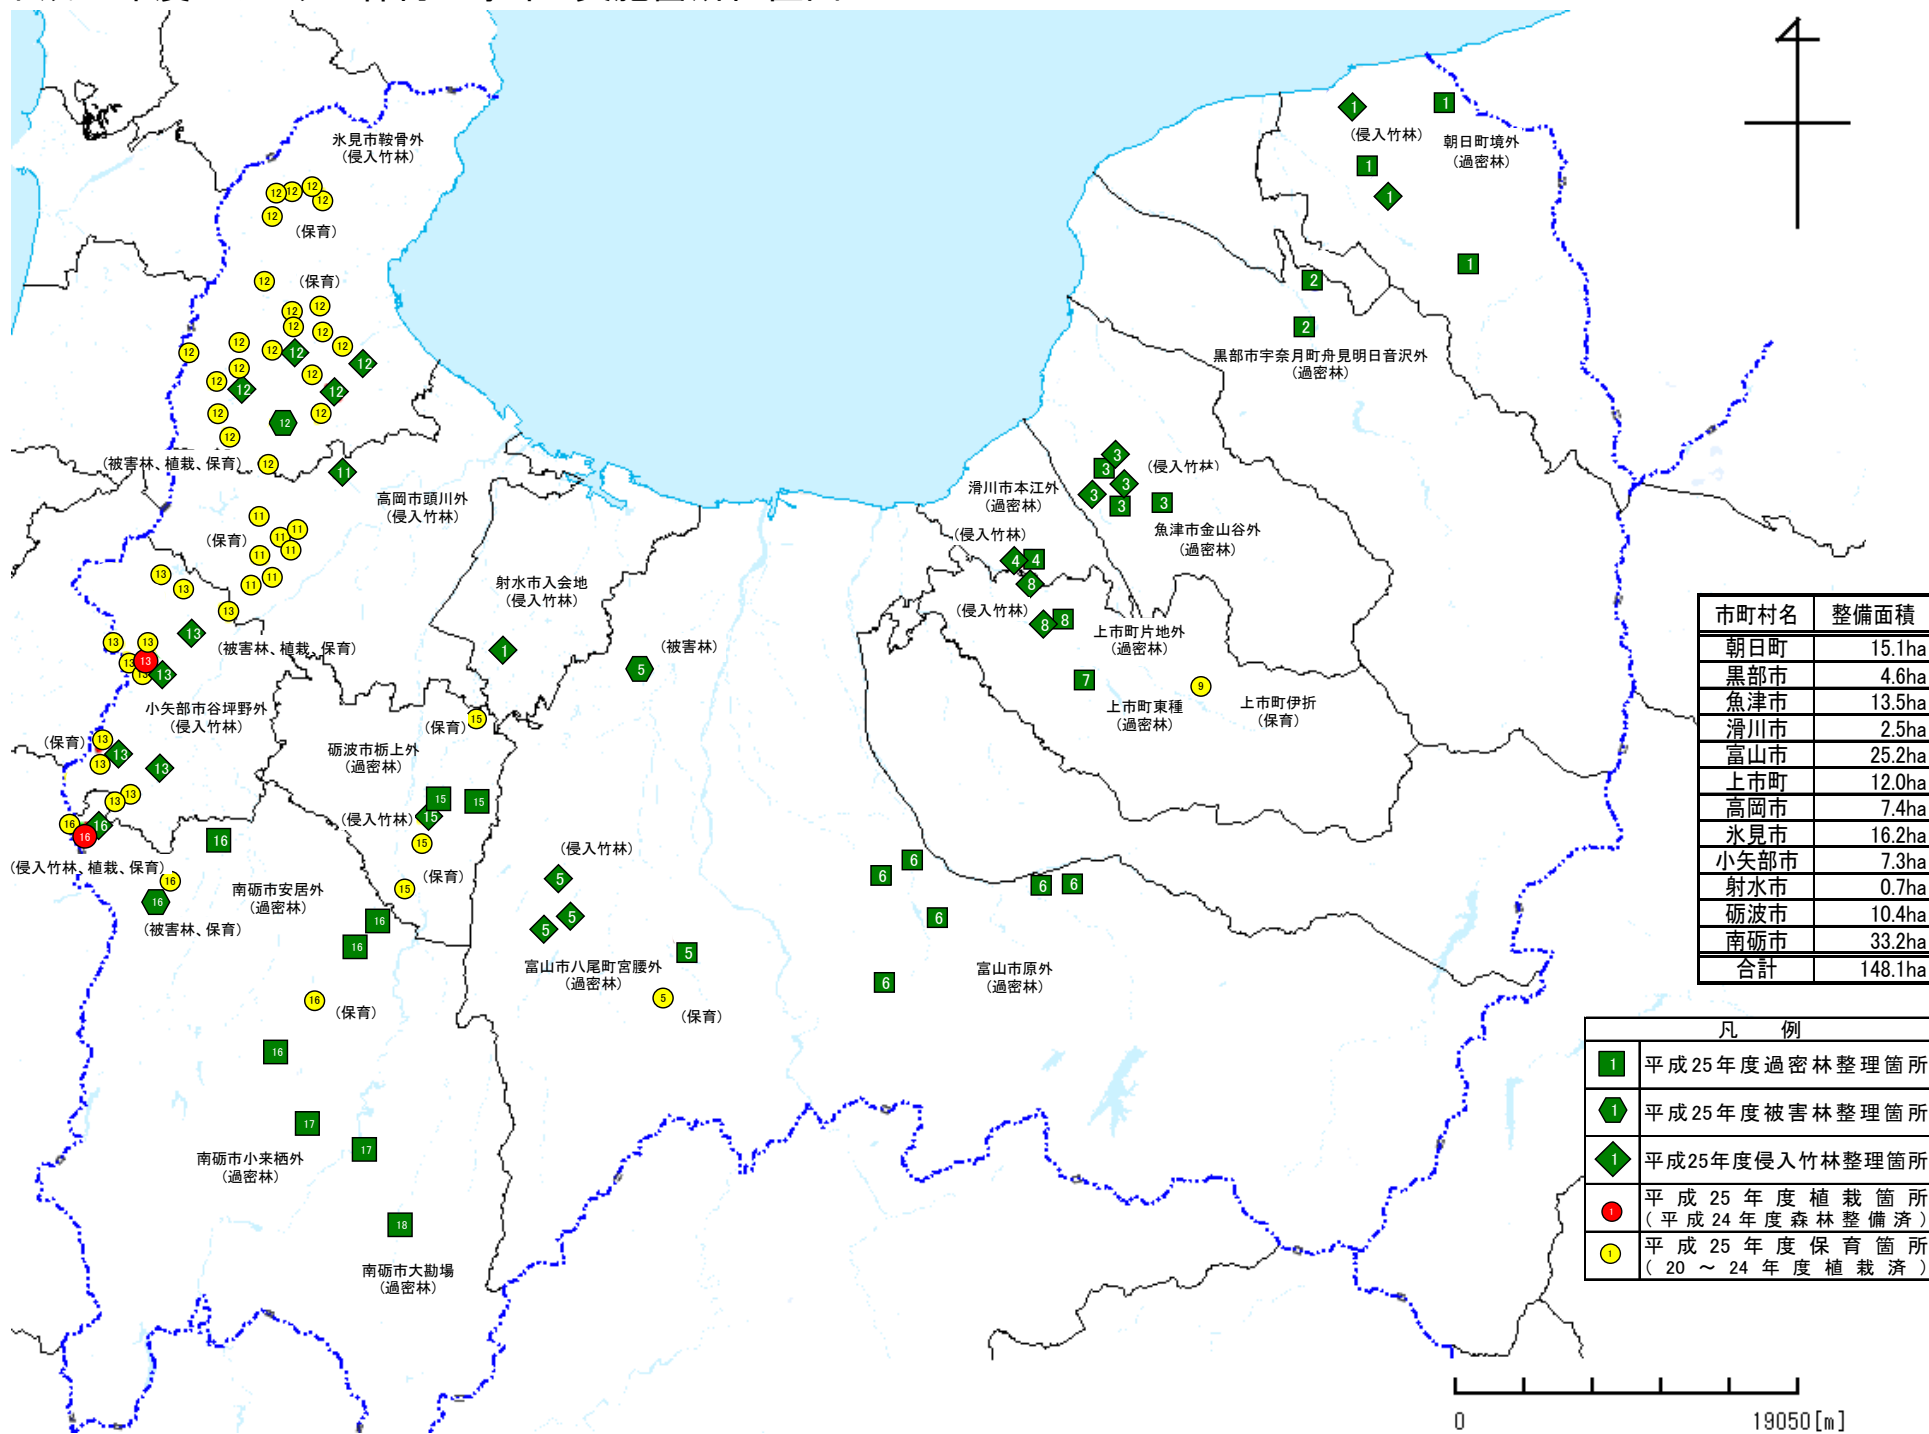 氷見市鞍骨外
(侵入竹林)
(保育)
(保育)
(被害林、植栽、保育)
高岡市頭川外
(侵入竹林)
(保育)
射水市入会地
(侵入竹林)
(被害林、植栽、保育)
小矢部市谷坪野外
(侵入竹林)
(保育)
(侵入竹林、植栽、保育)
(被害林、保育)
南砺市安居外
(過密林)
(保育)
砺波市栃上外
(過密林)
(保育)
(侵入竹林)
(保育)
南砺市小来栖外
(過密林)
南砺市大勘場
(過密林)
(被害林)
(侵入竹林)
富山市八尾町宮腰外
(過密林)
(保育)
富山市原外
(過密林)
(侵入竹林)
朝日町境外
(過密林)
黒部市宇奈月町舟見明日音沢外
(過密林)
(侵入竹林)
魚津市金山谷外
(過密林)
滑川市本江外
(過密林)
(侵入竹林)
(侵入竹林)
上市町片地外
(過密林)
上市町東種
(過密林)
上市町伊折
(保育)
市町村名 整備面積
朝日町 15.1ha
黒部市 4.6ha
魚津市 13.5ha
滑川市 2.5ha
富山市 25.2ha
上市町 12.0ha
高岡市 7.4ha
氷見市 16.2ha
小矢部市 7.3ha
射水市 0.7ha
砺波市 10.4ha
南砺市 33.2ha
合計 148.1ha
凡 例
1 平成25年度過密林整理箇所
1 平成25年度被害林整理箇所
1 平成25年度侵入竹林整理箇所
1 平成25年度植栽箇所
(平成24年度森林整備済)
1 平成25年度保育箇所
(20～24年度植栽済)
0 19050[m]